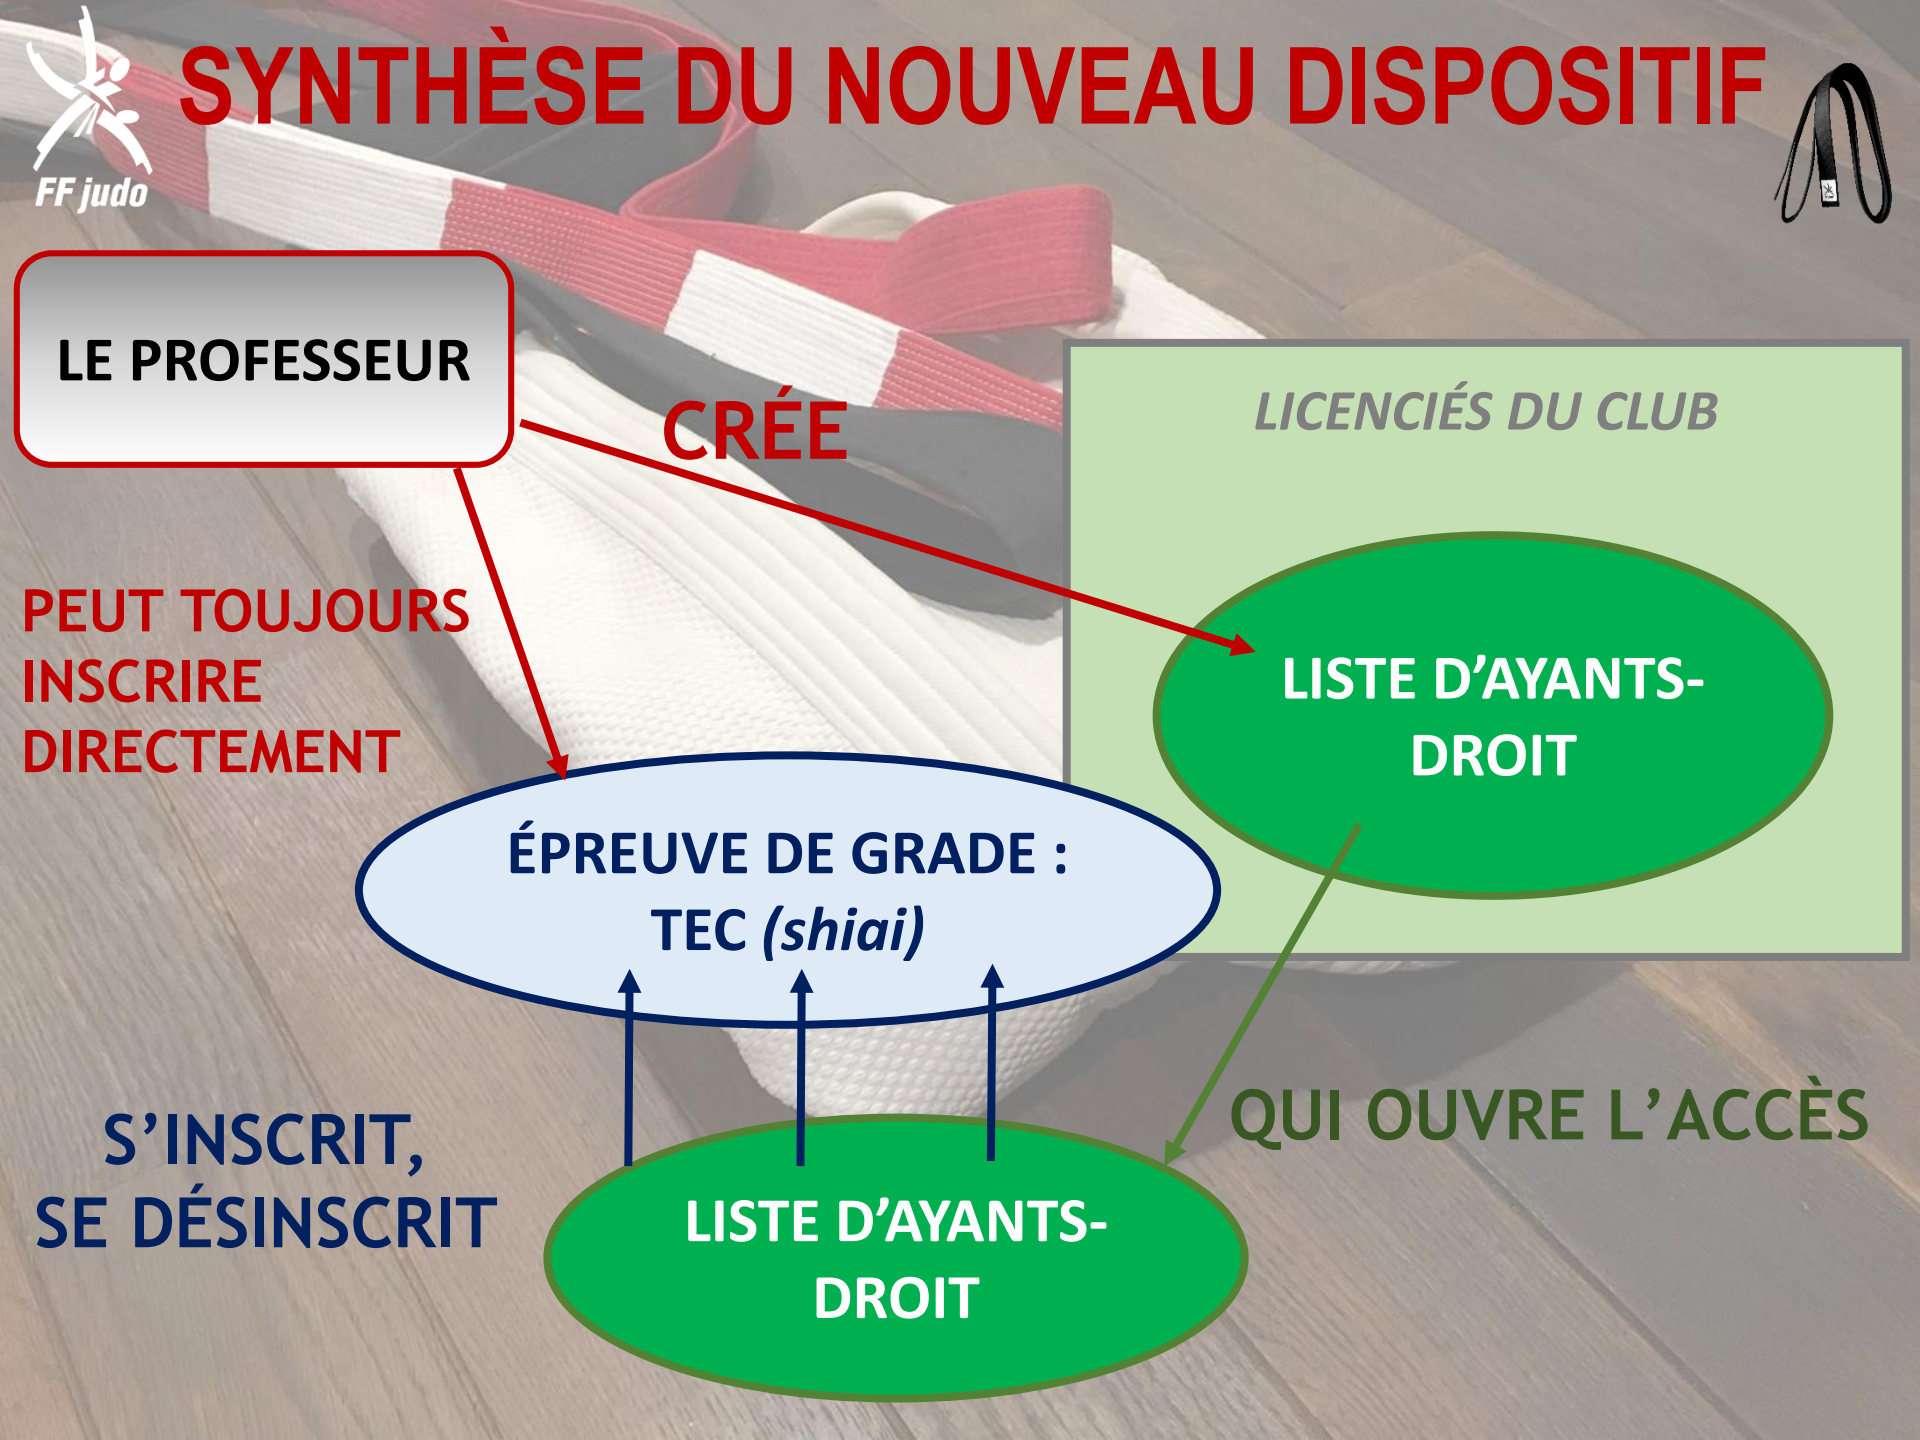 SYNTHÈSE DU NOUVEAU DISPOSITIF
FF judo
LE PROFESSEUR
CRÉE
LICENCIÉS DU CLUB
PEUT TOUJOURS
INSCRIRE
DIRECTEMENT
LISTE D’AYANTS-
DROIT
ÉPREUVE DE GRADE :
TEC (shiai)
QUI OUVRE L’ACCÈS
S’INSCRIT,
SE DÉSINSCRIT
LISTE D’AYANTS-
DROIT